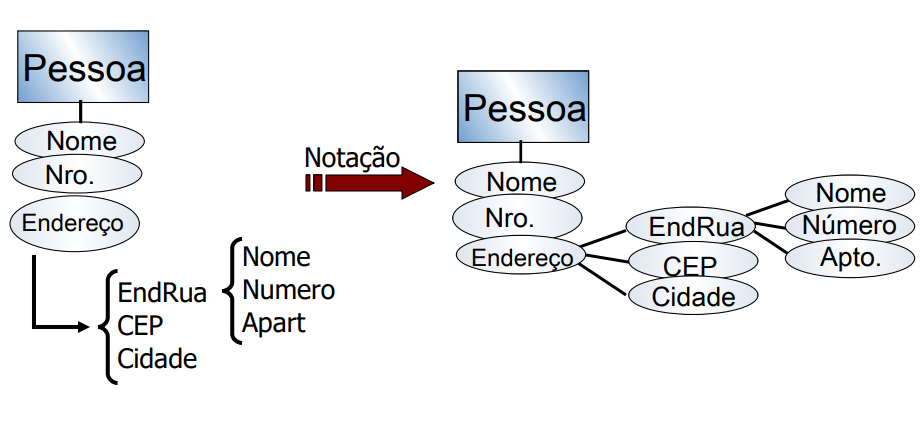 Pessoa
Nome
Nro.
Endereço
EndRua
CEP
Cidade
Nome
Numero
Apart
Notação
Pessoa
Nome
Nro.
Endereço
EndRua
CEP
Cidade
Nome
Número
Apto.